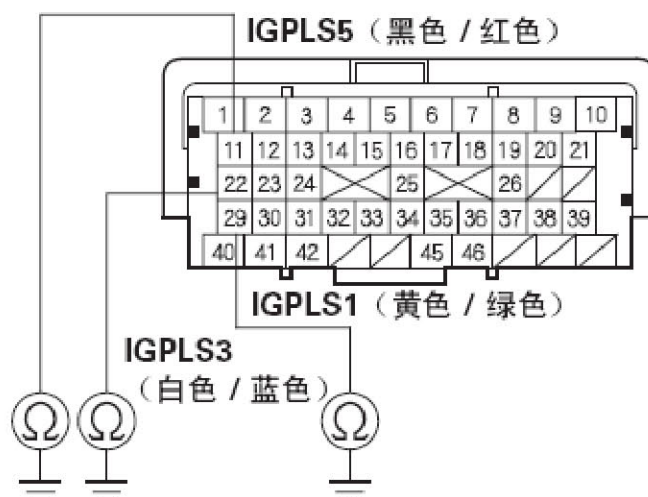 IGPLS5（黑色 / 红色）
1 2 3 4 5 6 7 8 9 10
11 12 13 14 15 16 17 18 19 20 21
22 23 24 25 26
29 30 31 32 33 34 35 36 37 38 39
40 41 42 45 46
IGPLS1（黄色 / 绿色）
IGPLS3
（白色 / 蓝色）
Ω Ω Ω